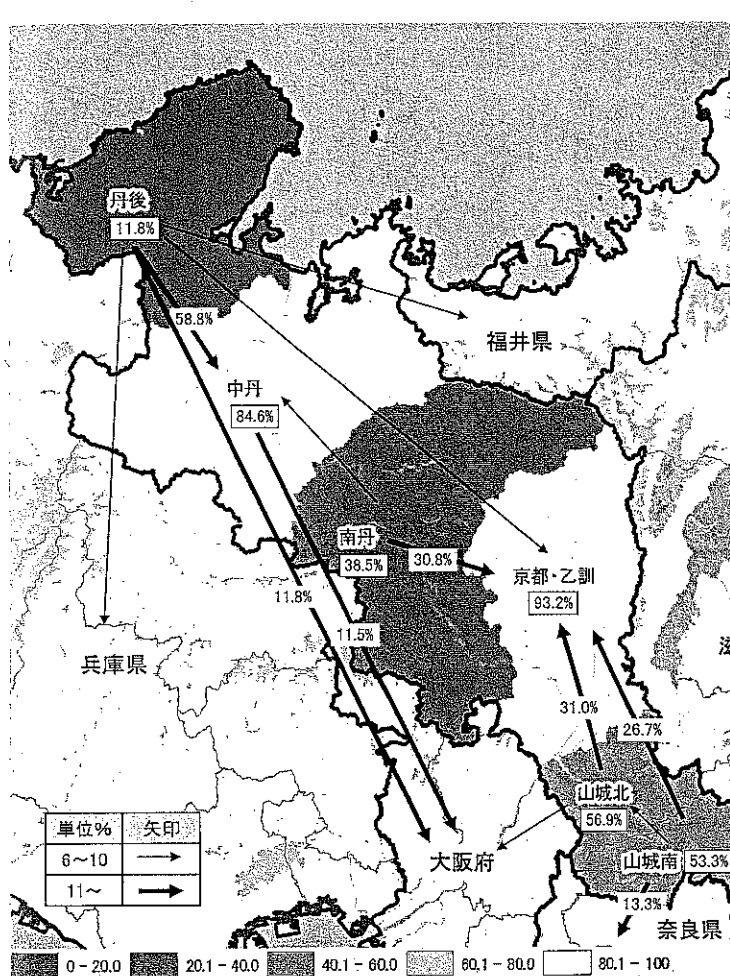 丹後
11.8%
58.8%
福井県
中丹
84.6%
南丹
38.5%
30.8%
京都・乙訓
93.2%
11.8%
11.5%
兵庫県
滋
31.0%
26.7%
山城北
56.9%
単位% 矢印
6~10
11~
大阪府
山城南
53.3%
13.3%
奈良県
0-20.0 20.1-40.0 40.1-60.0 60.1-80.0 80.1-100